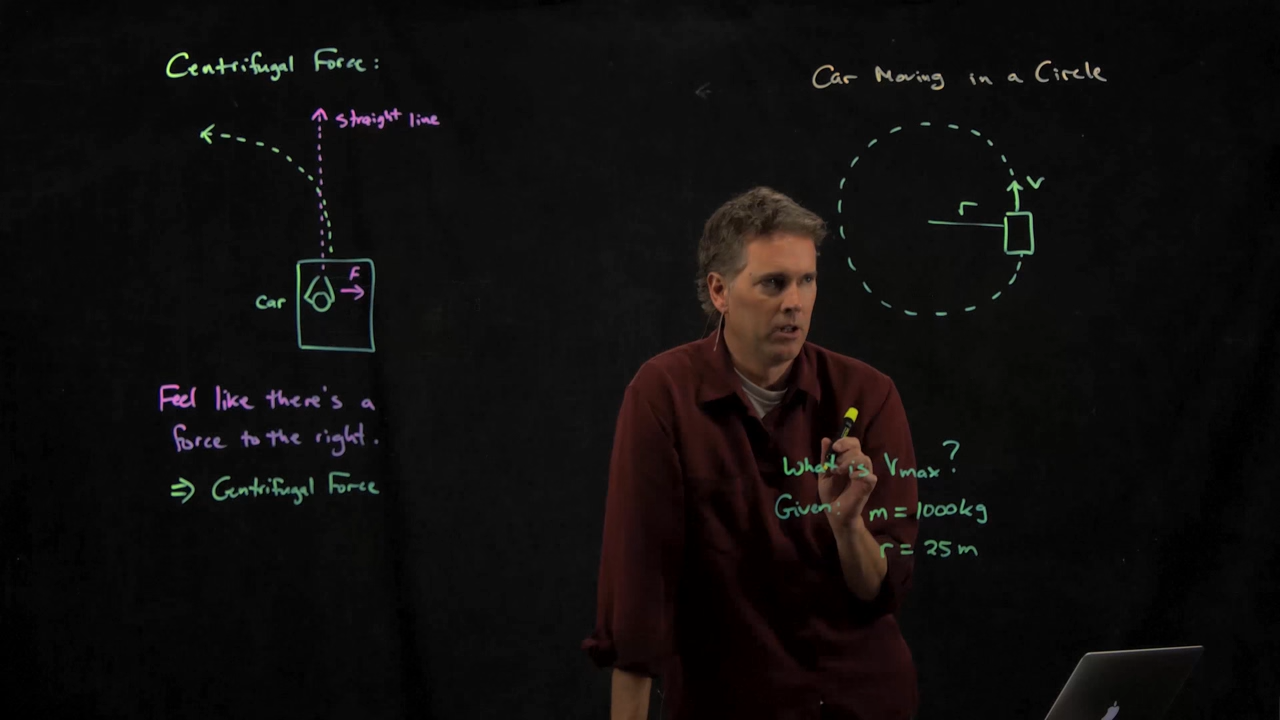 Centrifugal Force:
straight line
F
Car
Feel like there's a
force to the right.
⇒ Centrifugal Force
Car Moving in a Circle
v
r
What is Vmax?
Given: m = 1000kg
r = 25m